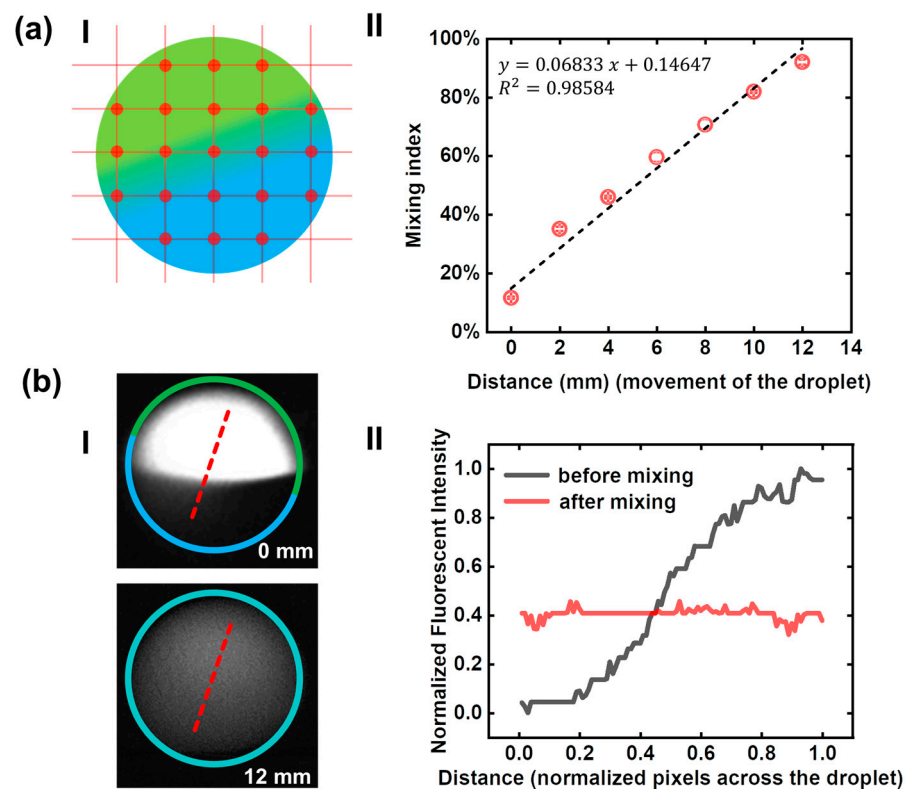 (a) I
II
100%
80%
60%
40%
20%
0%
Mixing index
y = 0.06833 x + 0.14647
R² = 0.98584
0 2 4 6 8 10 12 14
Distance (mm) (movement of the droplet)
(b)
I
0 mm
12 mm
II
Normalized Fluorescent Intensity
1.0
0.8
0.6
0.4
0.2
0.0
before mixing
after mixing
0.0 0.2 0.4 0.6 0.8 1.0
Distance (normalized pixels across the droplet)